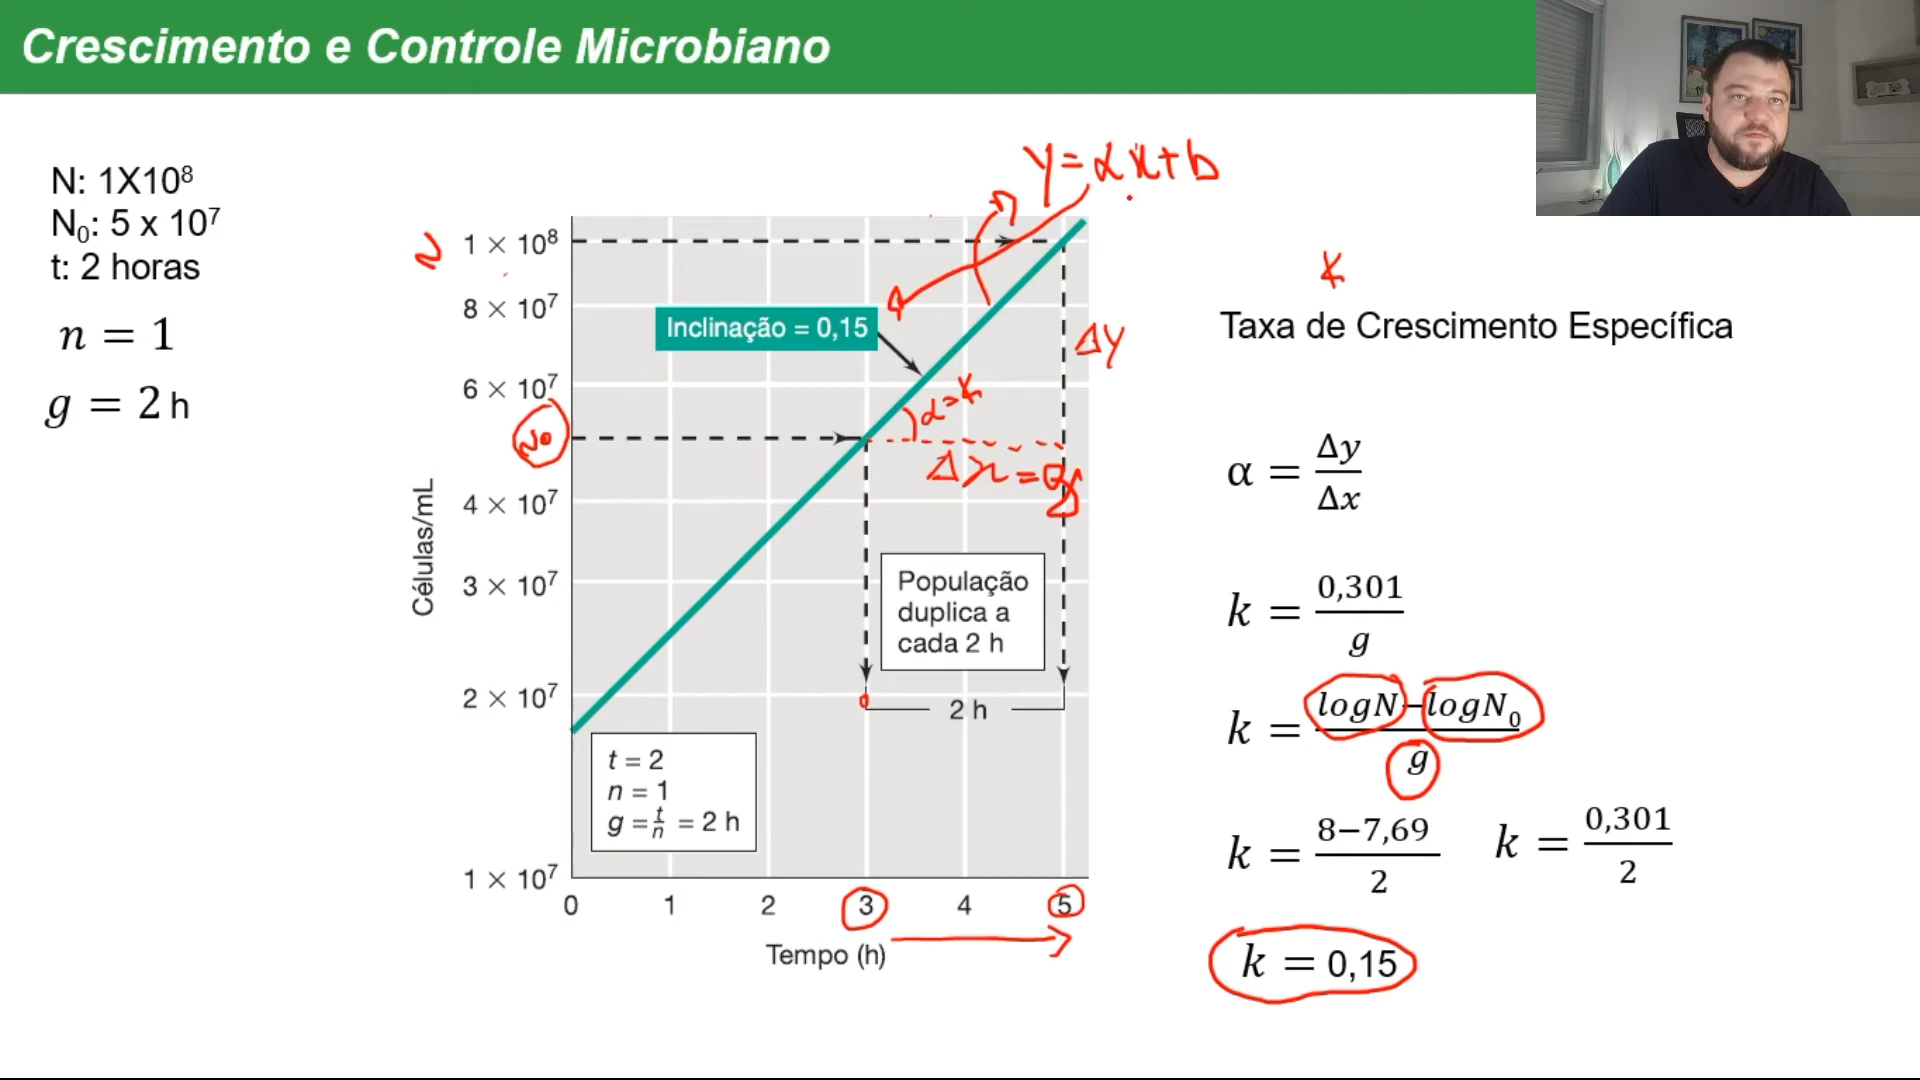 Crescimento e Controle Microbiano
N: 1X10⁸
N₀: 5 x 10⁷
t: 2 horas
n = 1
g = 2 h
y = αx + b
N
1 × 10⁸
8 × 10⁷
6 × 10⁷
N₀
4 × 10⁷
3 × 10⁷
2 × 10⁷
1 × 10⁷
Células/mL
Inclinação = 0,15
Δy
α = k
Δx =
População
duplica a
cada 2 h
0
2 h
t = 2
n = 1
g = t/n = 2 h
0 1 2 3 4 5
Tempo (h)
k
Taxa de Crescimento Específica
α = Δy/Δx
k = 0,301/g
k = logN−logN₀/g
k = 8−7,69/2 k = 0,301/2
k = 0,15